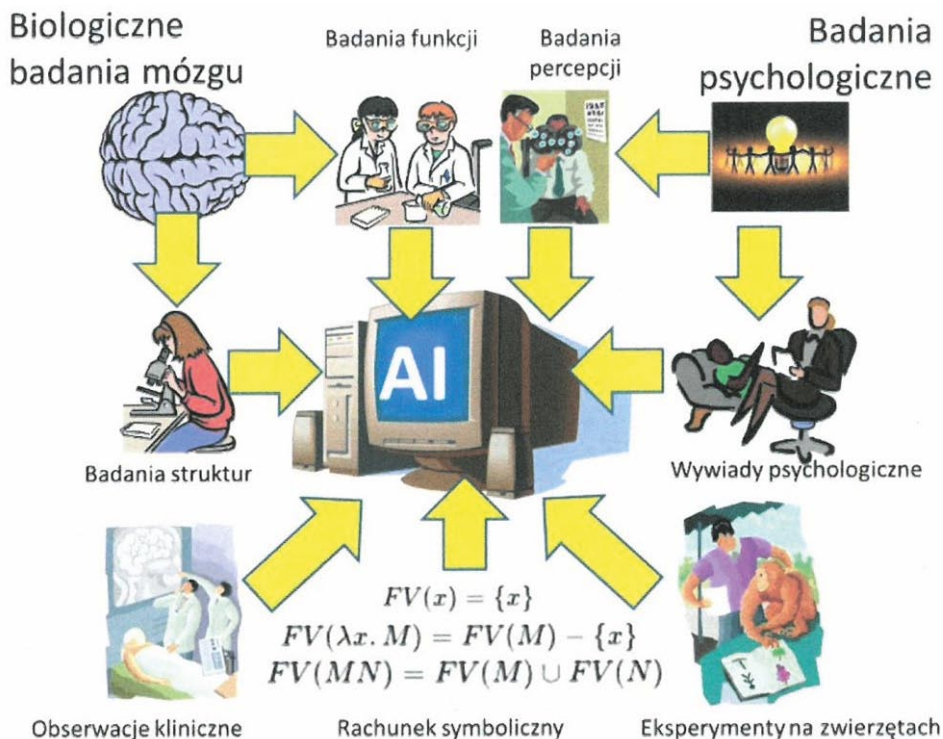 Biologiczne
badania mózgu
Badania funkcji
Badania
percepcji
Badania
psychologiczne
AI
Badania struktur
Wywiady psychologiczne
FV(x) = {x}
FV(λx. M) = FV(M) − {x}
FV(MN) = FV(M) ∪ FV(N)
Obserwacje kliniczne
Rachunek symboliczny
Eksperymenty na zwierzętach